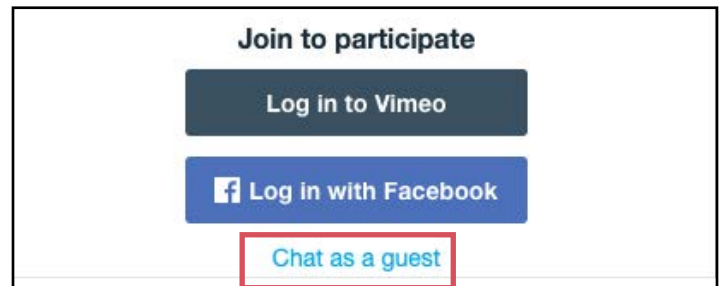 Join to participate
Log in to Vimeo
Log in with Facebook
Chat as a guest